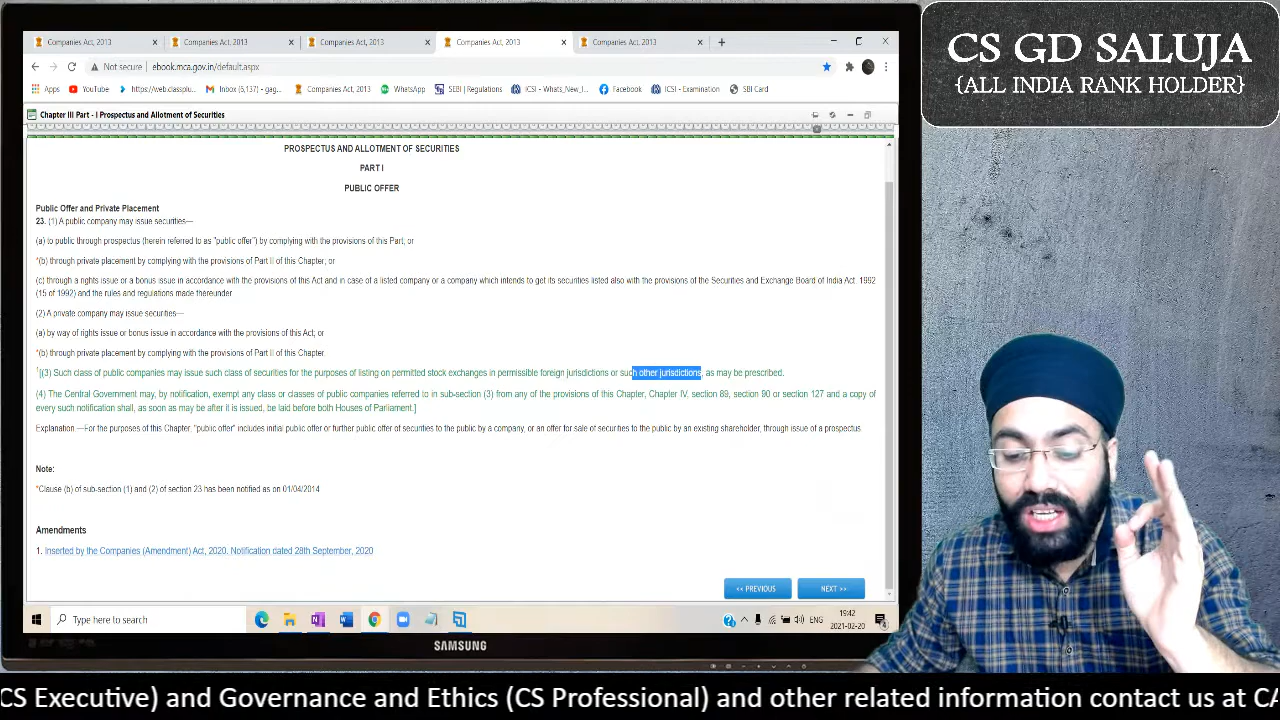 CS GD SALUJA
{ALL INDIA RANK HOLDER}
Companies Act, 2013
Companies Act, 2013
Companies Act, 2013
Companies Act, 2013
Companies Act, 2013
Not secure ebook.mca.gov.in/default.aspx
Apps YouTube https://web.classplu... Gmail Inbox (6,137) - gag... Companies Act, 2013 WhatsApp SEBI | Regulations ICSI - Whats_New_I... Facebook ICSI - Examination SBI Card
Chapter III Part - I Prospectus and Allotment of Securities
PROSPECTUS AND ALLOTMENT OF SECURITIES
PART I
PUBLIC OFFER
Public Offer and Private Placement
23. (1) A public company may issue securities—
(a) to public through prospectus (herein referred to as "public offer") by complying with the provisions of this Part; or
*(b) through private placement by complying with the provisions of Part II of this Chapter; or
(c) through a rights issue or a bonus issue in accordance with the provisions of this Act and in case of a listed company or a company which intends to get its securities listed also with the provisions of the Securities and Exchange Board of India Act, 1992
(15 of 1992) and the rules and regulations made thereunder
(2) A private company may issue securities—
(a) by way of rights issue or bonus issue in accordance with the provisions of this Act; or
*(b) through private placement by complying with the provisions of Part II of this Chapter.
1[(3) Such class of public companies may issue such class of securities for the purposes of listing on permitted stock exchanges in permissible foreign jurisdictions or such other jurisdictions, as may be prescribed.
(4) The Central Government may, by notification, exempt any class or classes of public companies referred to in sub-section (3) from any of the provisions of this Chapter, Chapter IV, section 89, section 90 or section 127 and a copy of
every such notification shall, as soon as may be after it is issued, be laid before both Houses of Parliament.]
Explanation.—For the purposes of this Chapter, "public offer" includes initial public offer or further public offer of securities to the public by a company, or an offer for sale of securities to the public by an existing shareholder, through issue of a prospectus.
Note:
*Clause (b) of sub-section (1) and (2) of section 23 has been notified as on 01/04/2014
Amendments
1. Inserted by the Companies (Amendment) Act, 2020. Notification dated 28th September, 2020
<< PREVIOUS NEXT >>
Type here to search
ENG
19:42
2021-02-20
SAMSUNG
CS Executive) and Governance and Ethics (CS Professional) and other related information contact us at CA